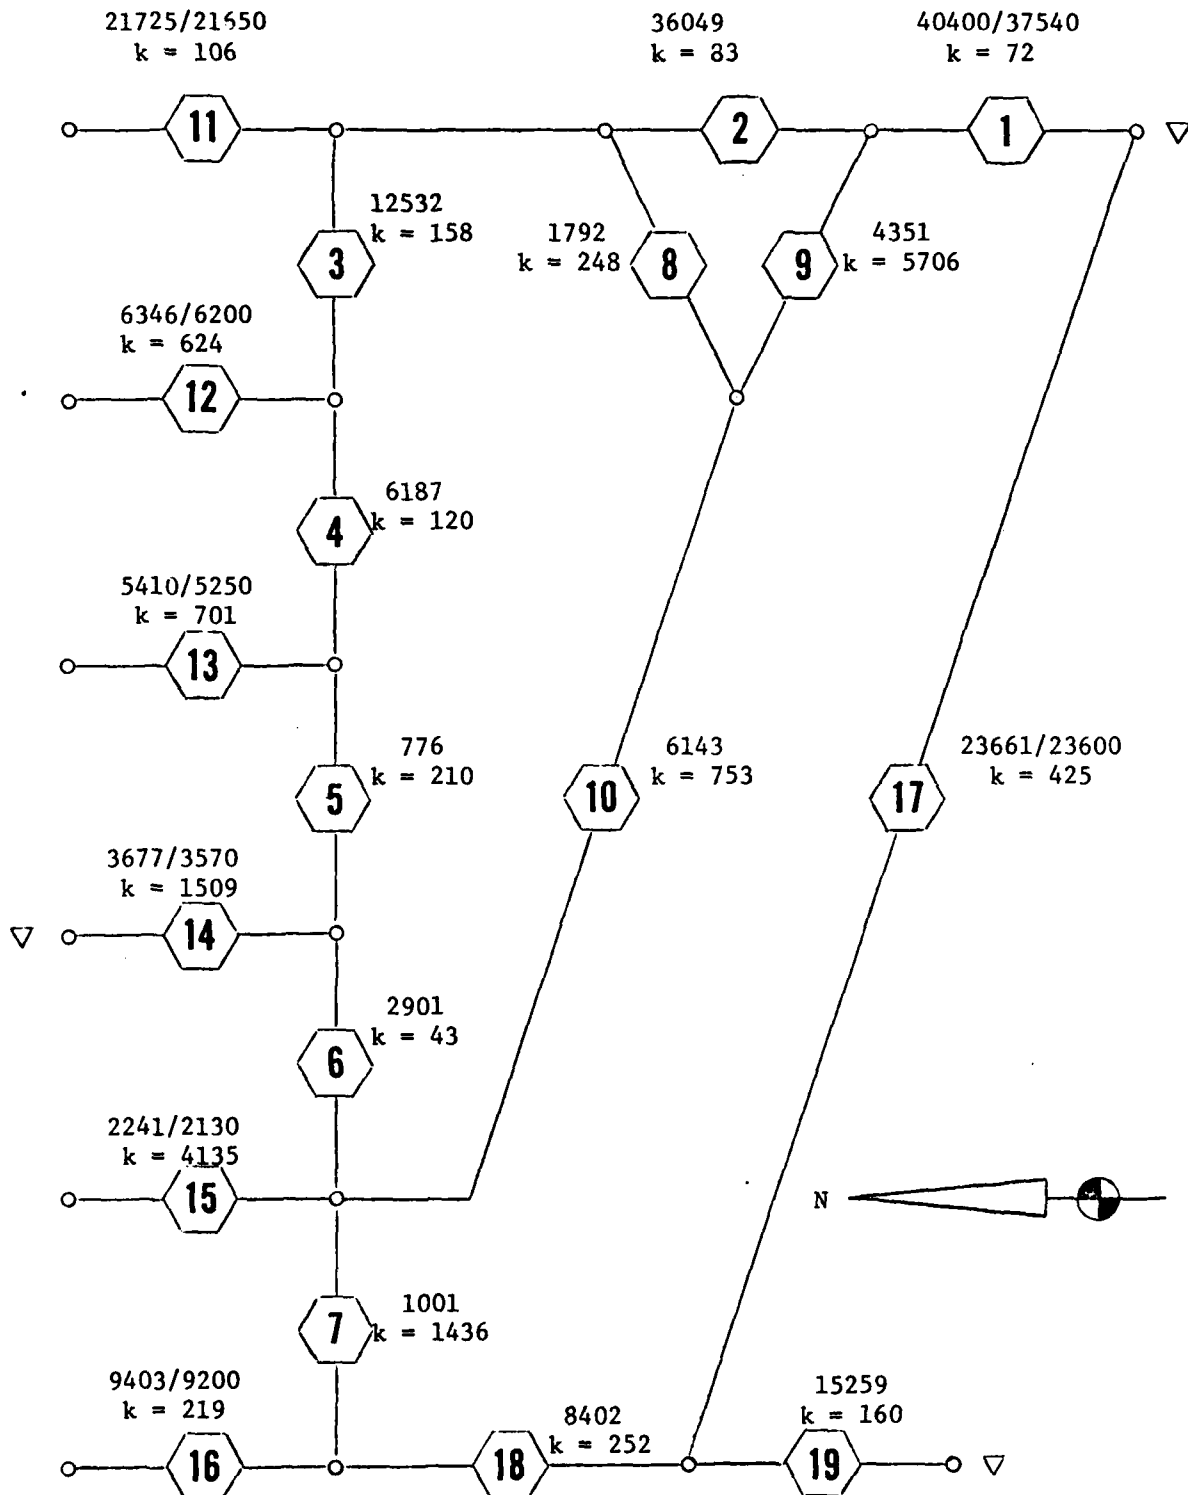 21725/21650
k = 106
36049
k = 83
40400/37540
k = 72
11
2
1
12532
k = 158
3
1792
k = 248
8
9
4351
k = 5706
6346/6200
k = 624
12
6187
k = 120
4
5410/5250
k = 701
13
776
k = 210
5
6143
k = 753
10
23661/23600
k = 425
17
3677/3570
k = 1509
14
2901
k = 43
6
2241/2130
k = 4135
15
N
1001
k = 1436
7
9403/9200
k = 219
16
8402
k = 252
18
15259
k = 160
19